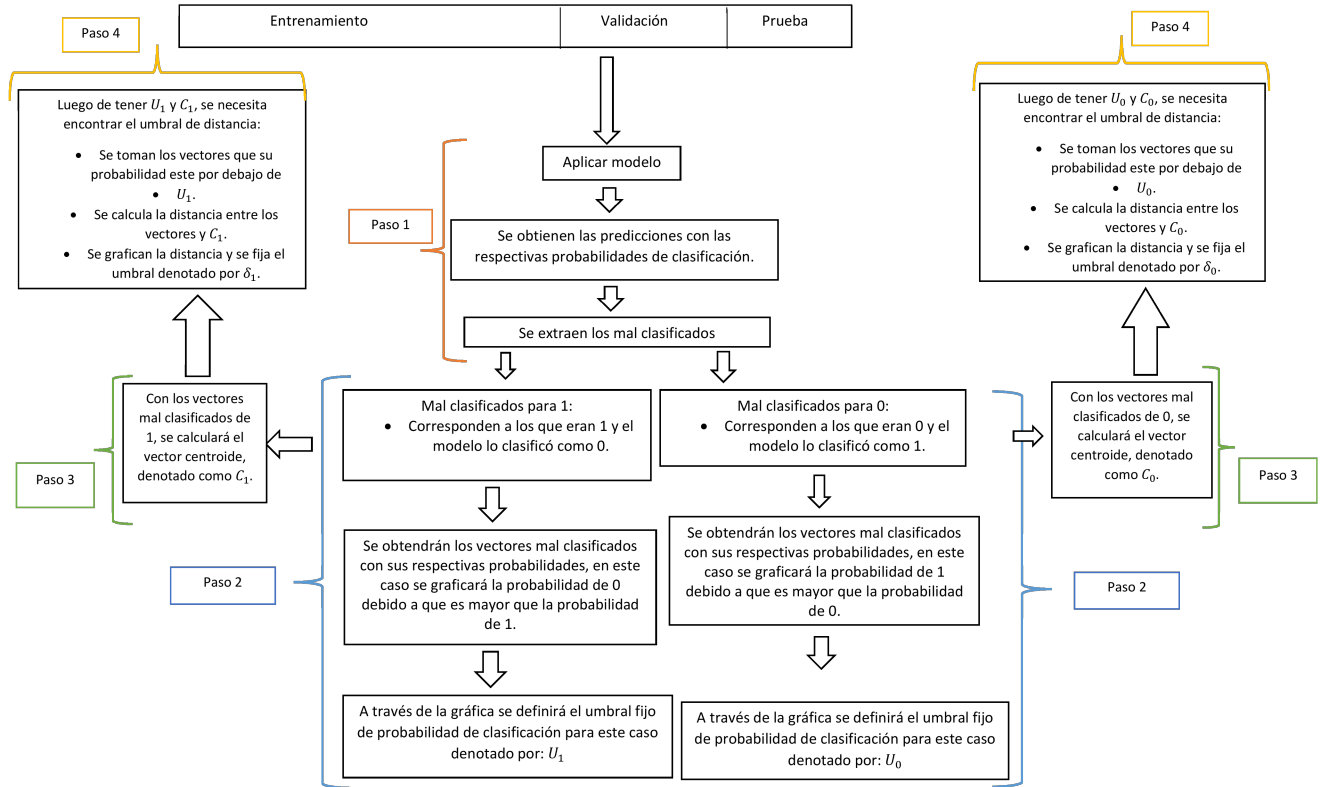 Entrenamiento
Validación
Prueba
Paso 4
Luego de tener U₁ y C₁, se necesita
encontrar el umbral de distancia:
• Se toman los vectores que su
probabilidad este por debajo de
• U₁.
• Se calcula la distancia entre los
vectores y C₁.
• Se grafican la distancia y se fija el
umbral denotado por δ₁.
Paso 4
Luego de tener U₀ y C₀, se necesita
encontrar el umbral de distancia:
• Se toman los vectores que su
probabilidad este por debajo de
• U₀.
• Se calcula la distancia entre los
vectores y C₀.
• Se grafican la distancia y se fija el
umbral denotado por δ₀.
Paso 1
Aplicar modelo
Se obtienen las predicciones con las
respectivas probabilidades de clasificación.
Se extraen los mal clasificados
Paso 3
Con los vectores
mal clasificados de
1, se calculará el
vector centroide,
denotado como C₁.
Mal clasificados para 1:
• Corresponden a los que eran 1 y el
modelo lo clasificó como 0.
Mal clasificados para 0:
• Corresponden a los que eran 0 y el
modelo lo clasificó como 1.
Con los vectores mal
clasificados de 0, se
calculará el vector
centroide, denotado
como C₀.
Paso 3
Paso 2
Se obtendrán los vectores mal clasificados
con sus respectivas probabilidades, en este
caso se graficará la probabilidad de 0
debido a que es mayor que la probabilidad
de 1.
Se obtendrán los vectores mal clasificados
con sus respectivas probabilidades, en este
caso se graficará la probabilidad de 1
debido a que es mayor que la probabilidad
de 0.
Paso 2
A través de la gráfica se definirá el umbral fijo
de probabilidad de clasificación para este caso
denotado por: U₁
A través de la gráfica se definirá el umbral fijo
de probabilidad de clasificación para este caso
denotado por: U₀